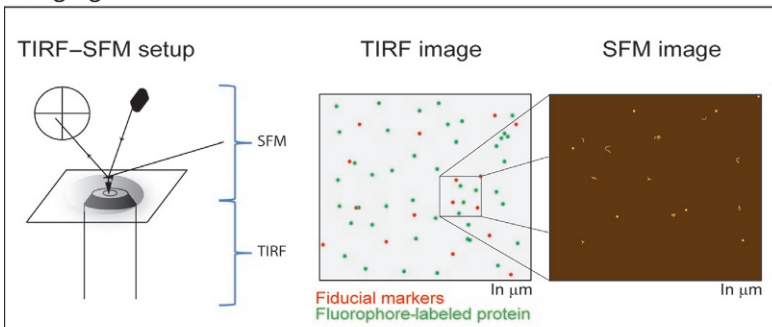 TIRF–SFM setup
TIRF image
SFM image
SFM
TIRF
In μm
In μm
Fiducial markers
Fluorophore-labeled protein